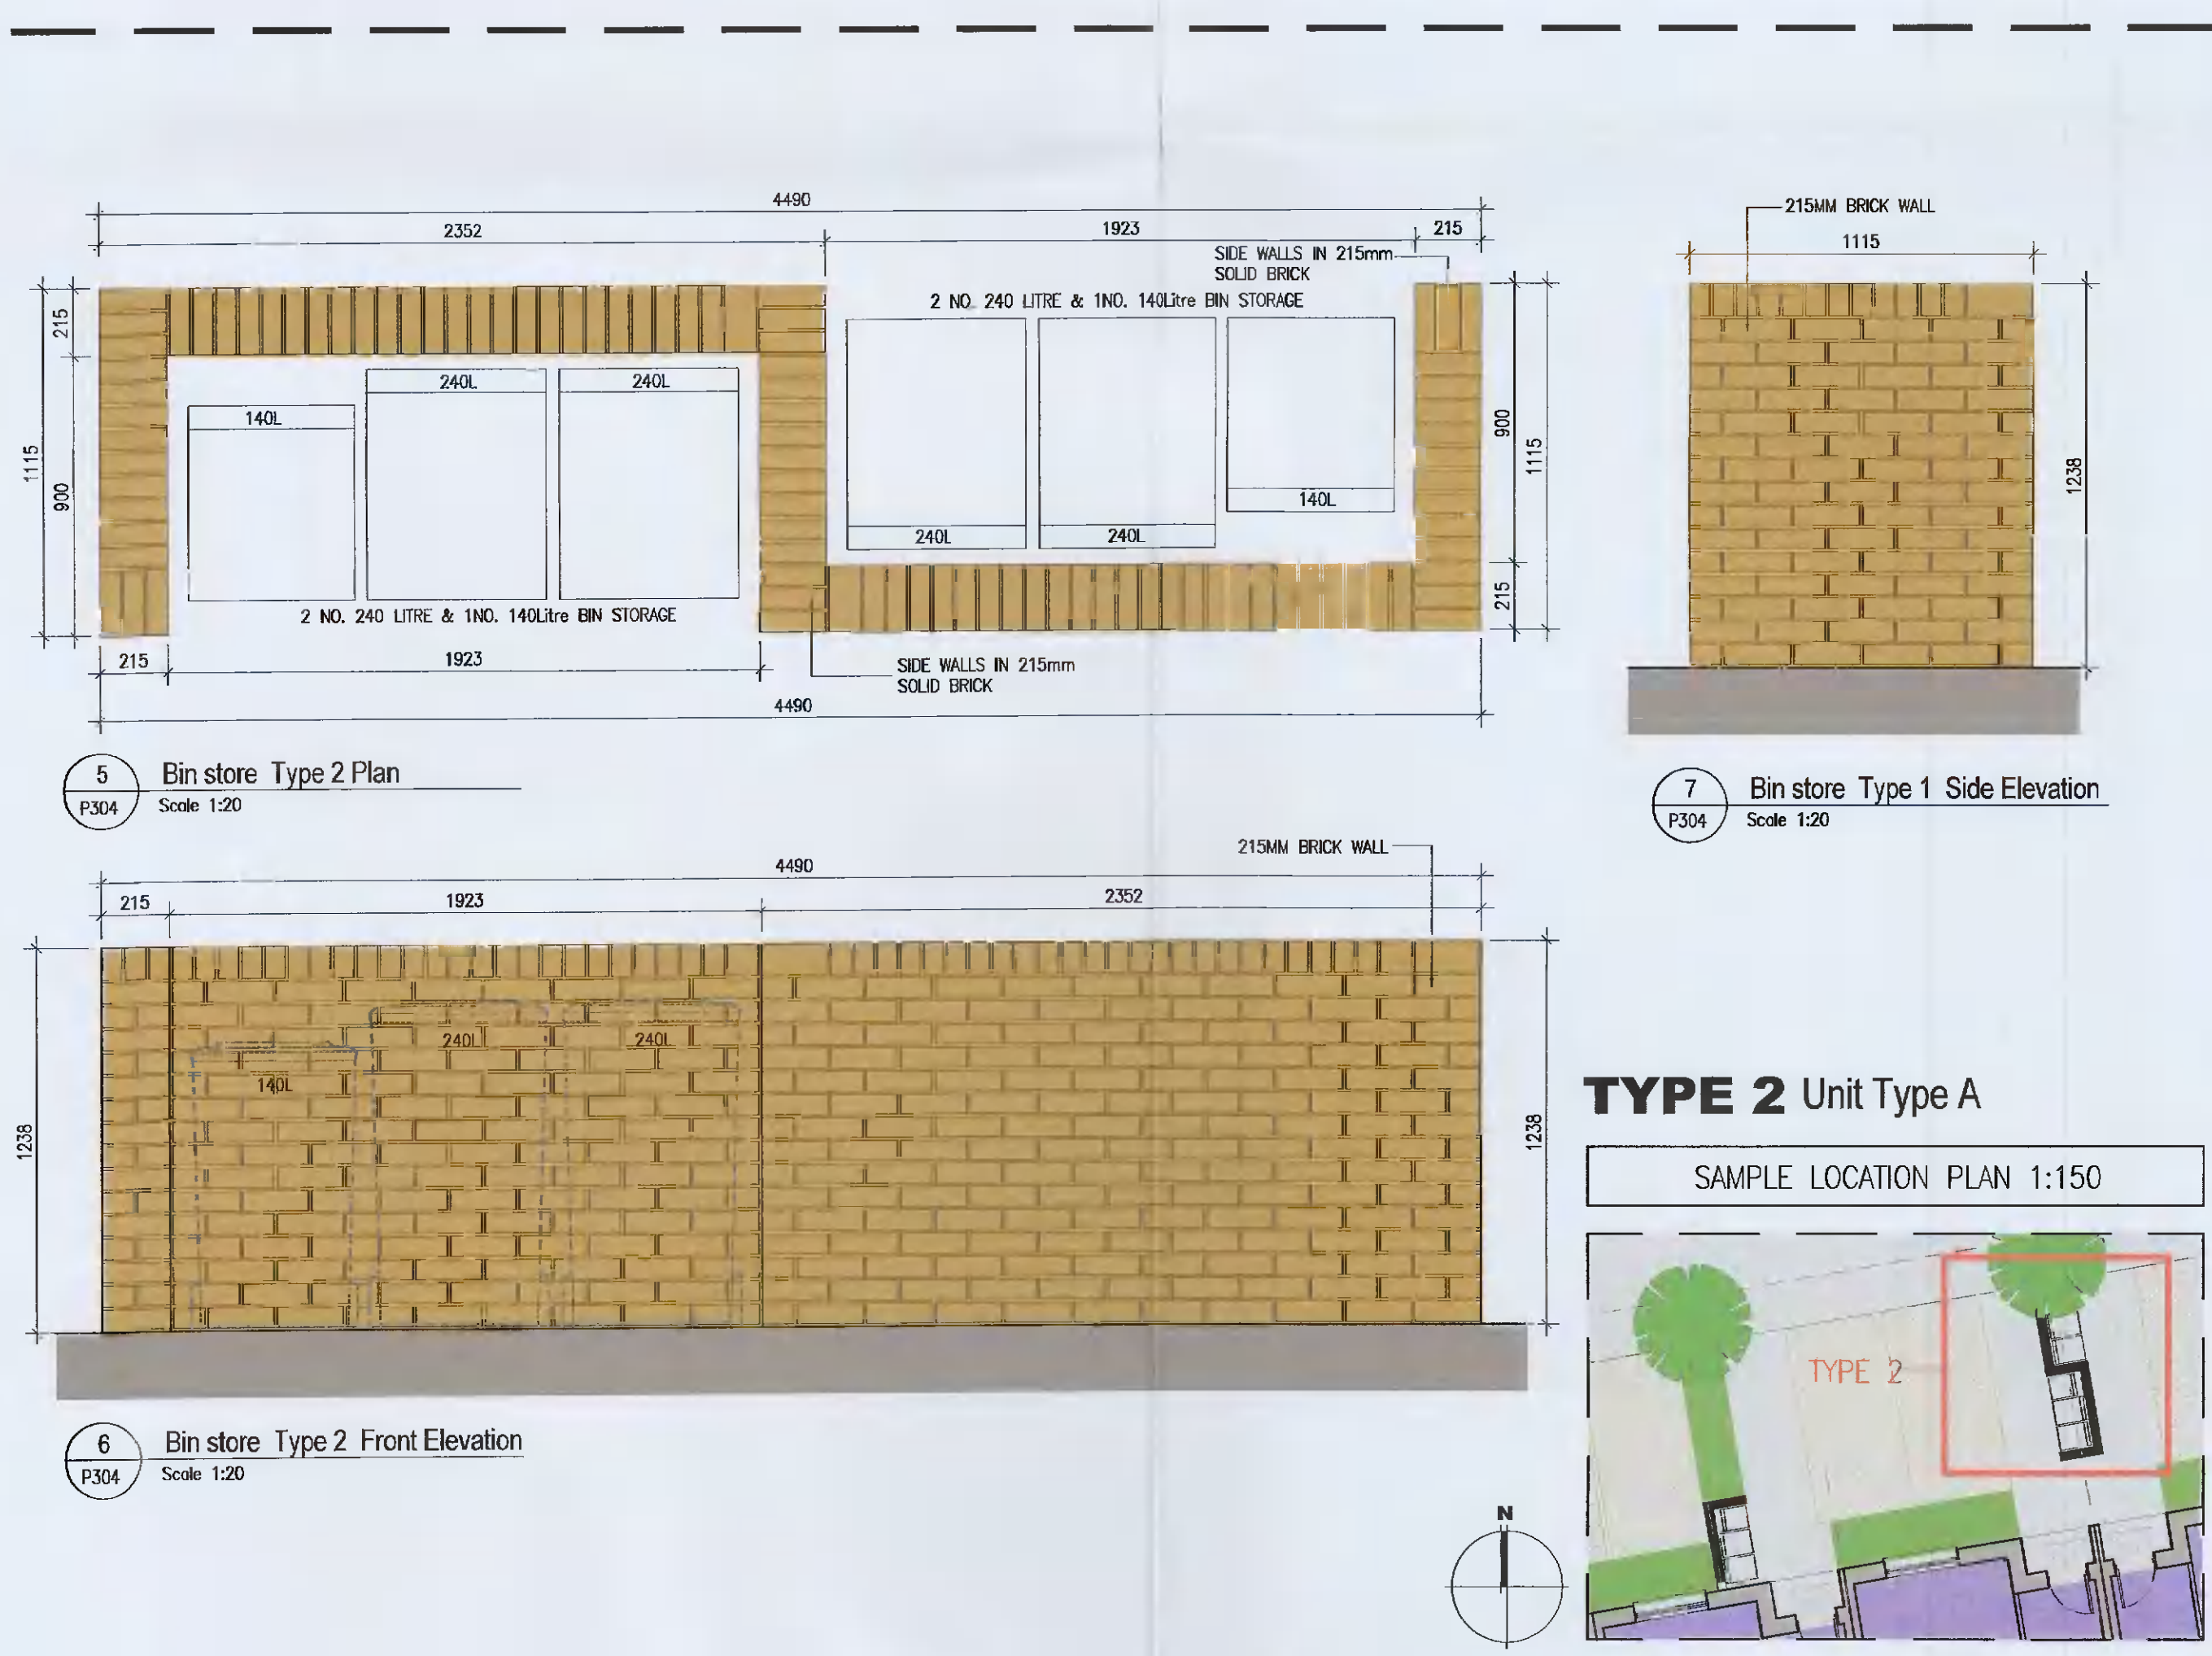 4490
2352
1923
215
SIDE WALLS IN 215mm
SOLID BRICK
2 NO. 240 LITRE & 1NO. 140Litre BIN STORAGE
215
900
1115
140L
240L
240L
240L
240L
140L
900
215
1115
2 NO. 240 LITRE & 1NO. 140Litre BIN STORAGE
215
1923
SIDE WALLS IN 215mm
SOLID BRICK
4490
5
P304
Bin store Type 2 Plan
Scale 1:20
215MM BRICK WALL
1115
1238
7
P304
Bin store Type 1 Side Elevation
Scale 1:20
215MM BRICK WALL
4490
215
1923
2352
240L
240L
140L
1238
1238
6
P304
Bin store Type 2 Front Elevation
Scale 1:20
TYPE 2 Unit Type A
SAMPLE LOCATION PLAN 1:150
TYPE 2
N